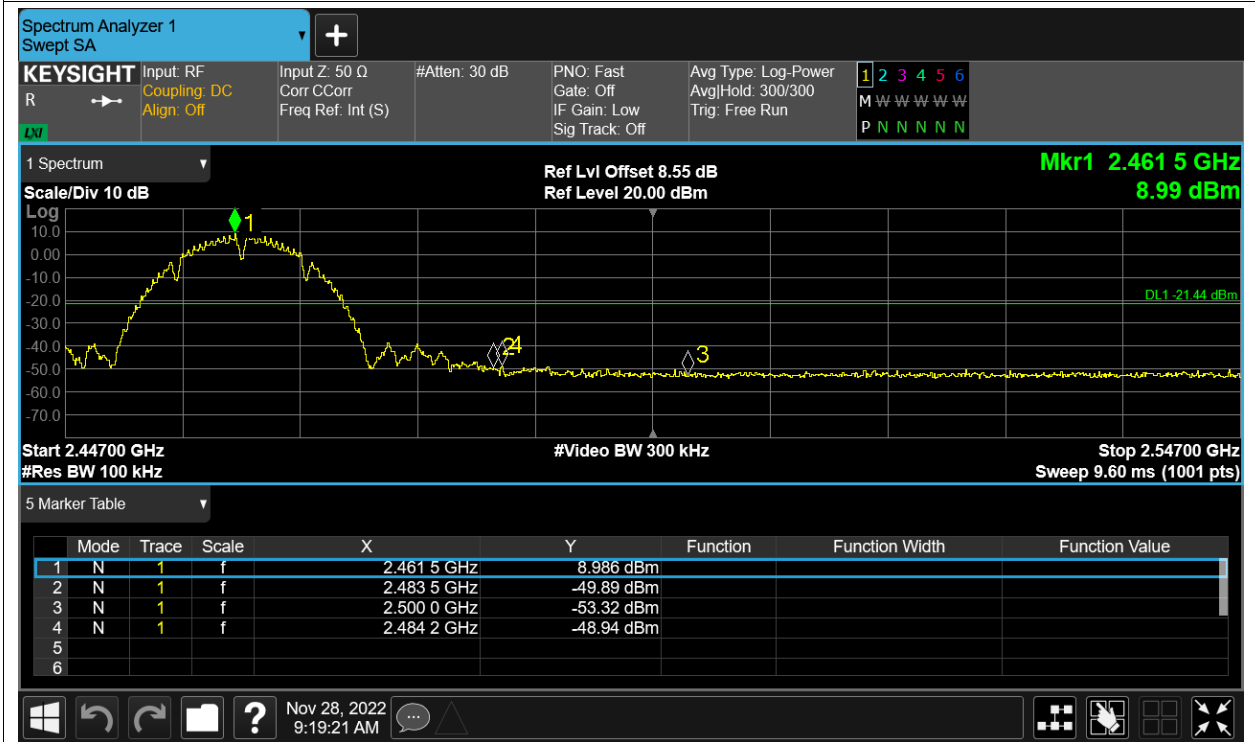 Spectrum Analyzer 1
Swept SA
+
KEYSIGHT Input: RF Input Z: 50 Ω #Atten: 30 dB PNO: Fast Avg Type: Log-Power 1 2 3 4 5 6
R Coupling: DC Corr CCorr Gate: Off Avg|Hold: 300/300 M W W W W W
Align: Off Freq Ref: Int (S) IF Gain: Low Trig: Free Run
LXI Sig Track: Off P N N N N N
1 Spectrum Ref Lvl Offset 8.55 dB Mkr1 2.461 5 GHz
Scale/Div 10 dB Ref Level 20.00 dBm 8.99 dBm
Log
1
10.0
0.00
-10.0
-20.0 DL1 -21.44 dBm
-30.0
-40.0 2 4 3
-50.0
-60.0
-70.0
Start 2.44700 GHz #Video BW 300 kHz Stop 2.54700 GHz
#Res BW 100 kHz Sweep 9.60 ms (1001 pts)
5 Marker Table
Mode Trace Scale X Y Function Function Width Function Value
1 N 1 f 2.461 5 GHz 8.986 dBm
2 N 1 f 2.483 5 GHz -49.89 dBm
3 N 1 f 2.500 0 GHz -53.32 dBm
4 N 1 f 2.484 2 GHz -48.94 dBm
5
6
? Nov 28, 2022
9:19:21 AM